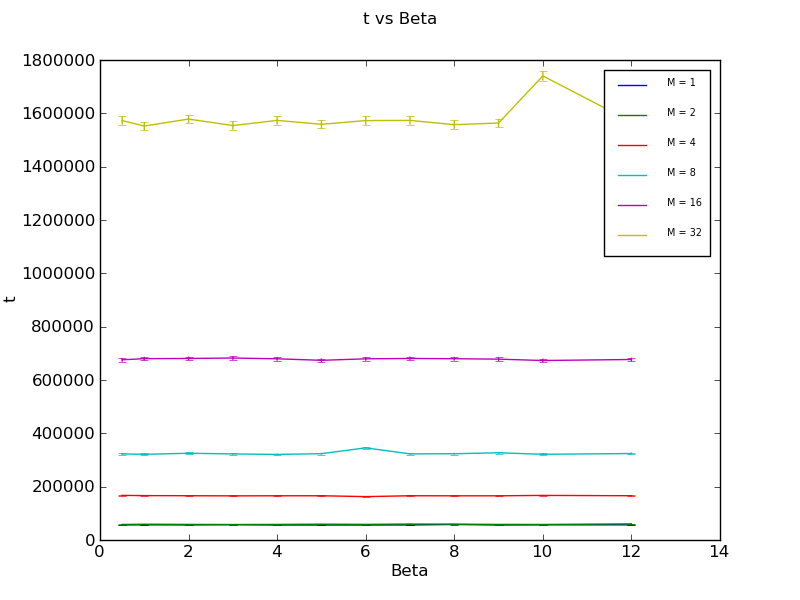 t vs Beta
1800000
1600000
1400000
1200000
1000000
800000
600000
400000
200000
0
t
M = 1
M = 2
M = 4
M = 8
M = 16
M = 32
0 2 4 6 8 10 12 14
Beta